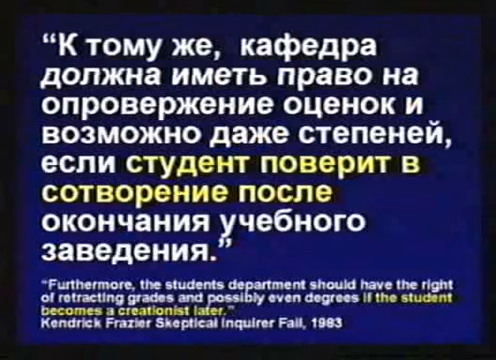 “К тому же, кафедра
должна иметь право на
опровержение оценок и
возможно даже степеней,
если студент поверит в
сотворение после
окончания учебного
заведения.”
“Furthermore, the students department should have the right
of retracting grades and possibly even degrees if the student
becomes a creationist later.”
Kendrick Frazier Skeptical Inquirer Fall, 1983